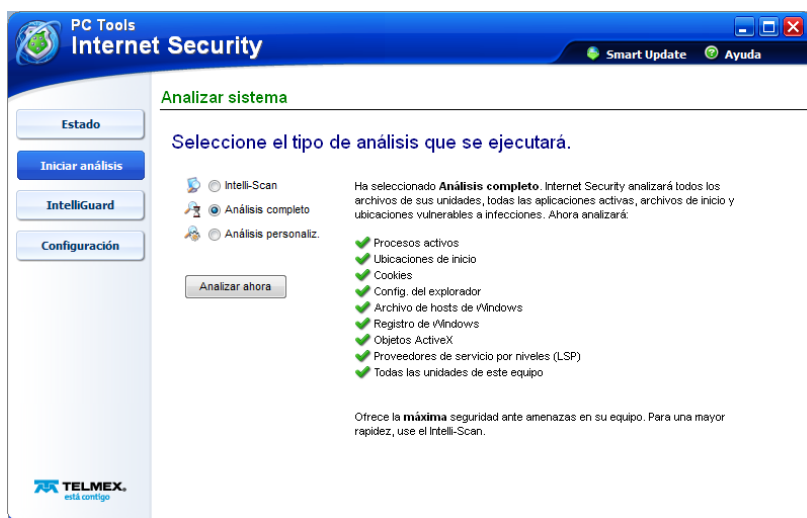 PC Tools
Internet Security
Smart Update
Ayuda
Analizar sistema
Estado
Iniciar análisis
IntelliGuard
Configuración
Seleccione el tipo de análisis que se ejecutará.
Intelli-Scan
Análisis completo
Análisis personaliz.
Analizar ahora
Ha seleccionado Análisis completo. Internet Security analizará todos los
archivos de sus unidades, todas las aplicaciones activas, archivos de inicio y
ubicaciones vulnerables a infecciones. Ahora analizará:
Procesos activos
Ubicaciones de inicio
Cookies
Config. del explorador
Archivo de hosts de Windows
Registro de Windows
Objetos ActiveX
Proveedores de servicio por niveles (LSP)
Todas las unidades de este equipo
Ofrece la máxima seguridad ante amenazas en su equipo. Para una mayor
rapidez, use el Intelli-Scan.
TELMEX.
está contigo